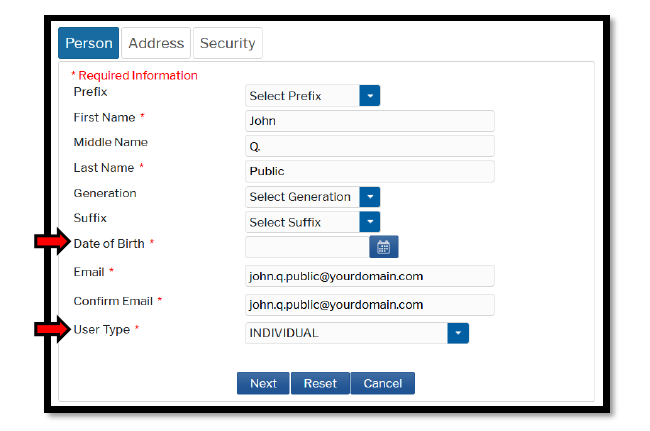 Person Address Security
* Required Information
Prefix Select Prefix
First Name * John
Middle Name Q.
Last Name * Public
Generation Select Generation
Suffix Select Suffix
Date of Birth *
Email * john.q.public@yourdomain.com
Confirm Email * john.q.public@yourdomain.com
User Type * INDIVIDUAL
Next Reset Cancel